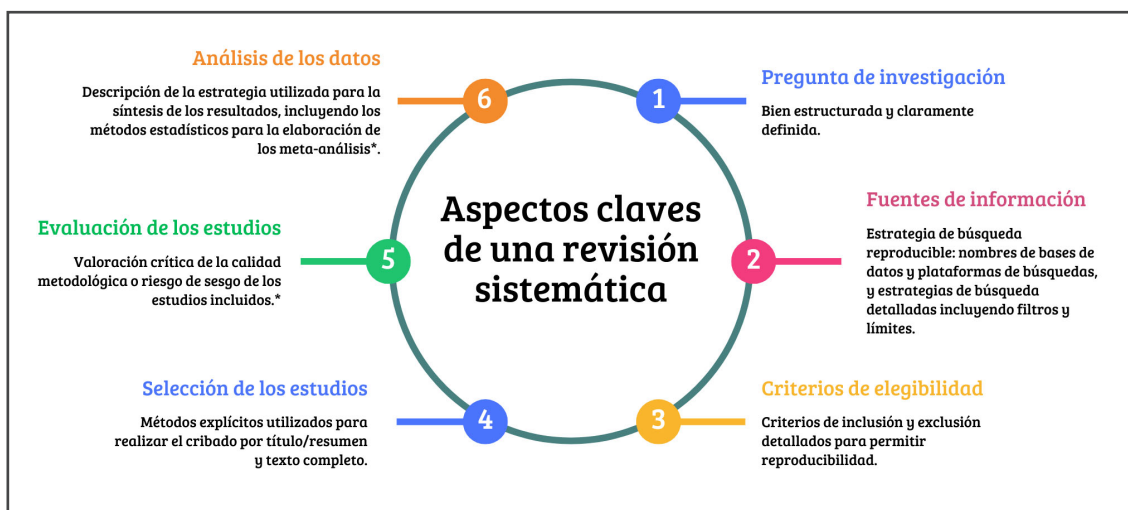 Aspectos claves
de una revisión
sistemática
1
Pregunta de investigación
Bien estructurada y claramente
definida.
2
Fuentes de información
Estrategia de búsqueda
reproducible: nombres de bases de
datos y plataformas de búsquedas,
y estrategias de búsqueda
detalladas incluyendo filtros y
límites.
3
Criterios de elegibilidad
Criterios de inclusión y exclusión
detallados para permitir
reproducibilidad.
4
Selección de los estudios
Métodos explícitos utilizados para
realizar el cribado por título/resumen
y texto completo.
5
Evaluación de los estudios
Valoración crítica de la calidad
metodológica o riesgo de sesgo de los
estudios incluidos.*
6
Análisis de los datos
Descripción de la estrategia utilizada para la
síntesis de los resultados, incluyendo los
métodos estadísticos para la elaboración de
los meta-análisis*.